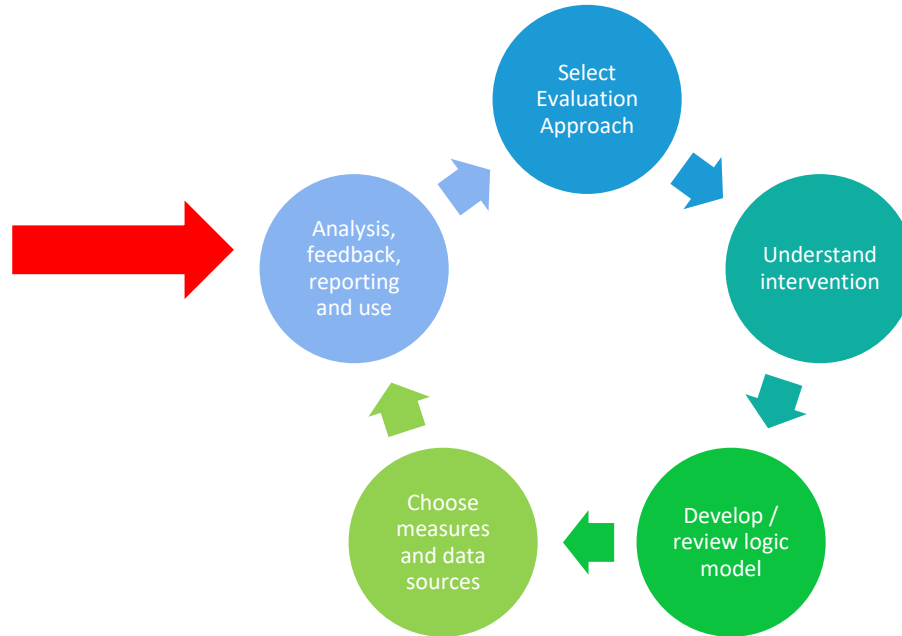 Select
Evaluation
Approach
Understand
intervention
Develop /
review logic
model
Choose
measures
and data
sources
Analysis,
feedback,
reporting
and use